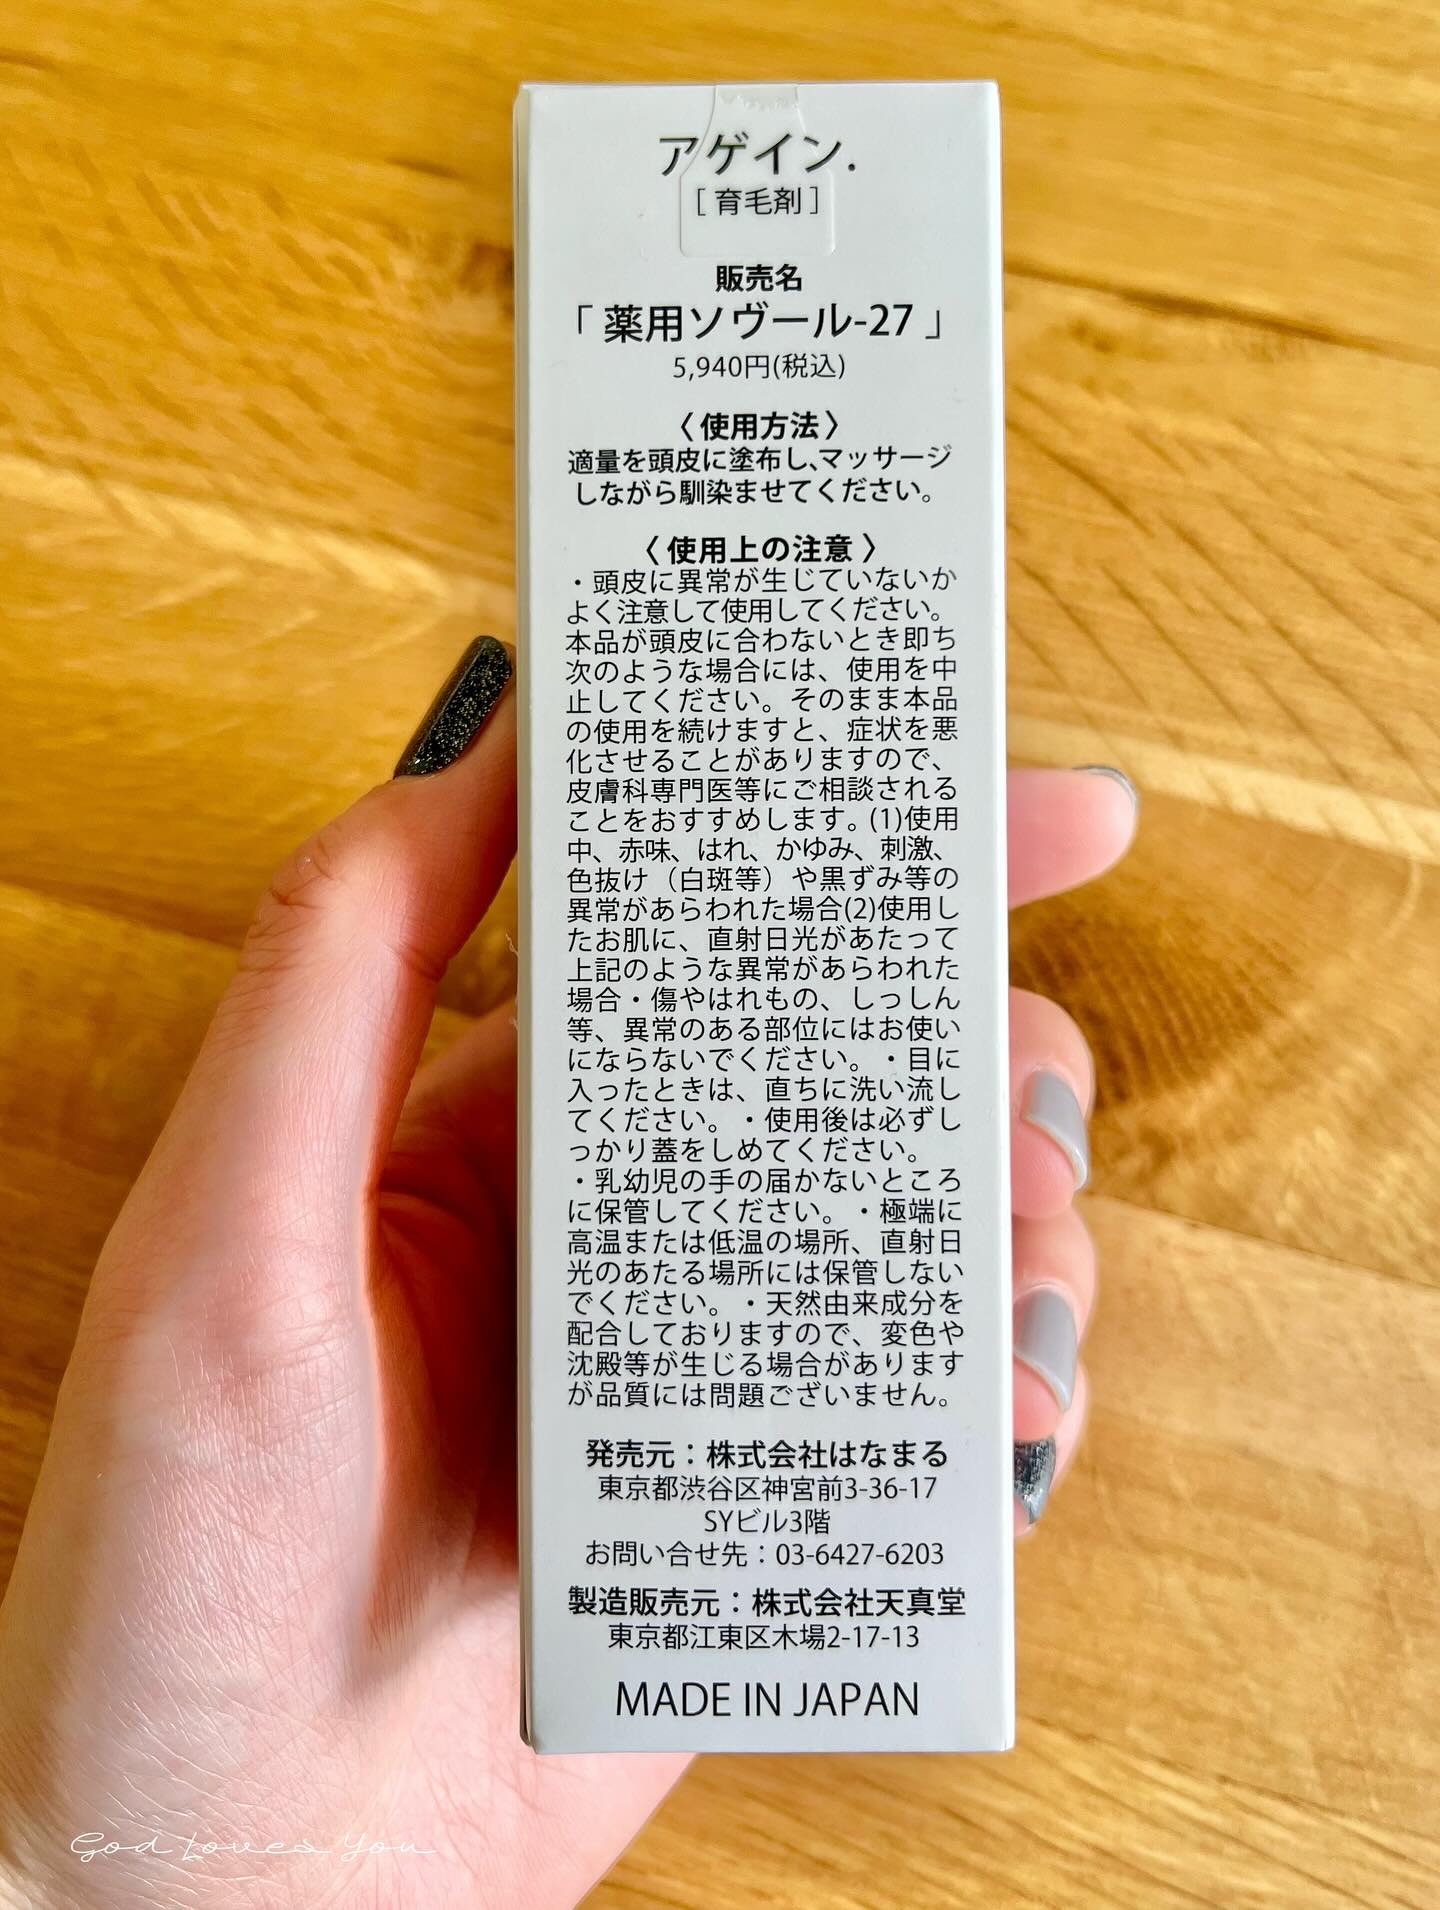 アゲイン.
[ 育毛剤 ]
販売名
「 薬用ソヴール-27 」
5,940円(税込)
〈 使用方法 〉
適量を頭皮に塗布し、マッサージ
しながら馴染ませてください。
〈 使用上の注意 〉
・頭皮に異常が生じていないか
よく注意して使用してください。
本品が頭皮に合わないとき即ち
次のような場合には、使用を中
止してください。そのまま本品
の使用を続けますと、症状を悪
化させることがありますので、
皮膚科専門医等にご相談される
ことをおすすめします。(1)使用
中、赤味、はれ、かゆみ、刺激、
色抜け（白斑等）や黒ずみ等の
異常があらわれた場合(2)使用し
たお肌に、直射日光があたって
上記のような異常があらわれた
場合・傷やはれもの、しっしん
等、異常のある部位にはお使い
にならないでください。・目に
入ったときは、直ちに洗い流し
てください。・使用後は必ずし
っかり蓋をしめてください。
・乳幼児の手の届かないところ
に保管してください。・極端に
高温または低温の場所、直射日
光のあたる場所には保管しない
でください。・天然由来成分を
配合しておりますので、変色や
沈殿等が生じる場合があります
が品質には問題ございません。
発売元：株式会社はなまる
東京都渋谷区神宮前3-36-17
SYビル3階
お問い合せ先：03-6427-6203
製造販売元：株式会社天真堂
東京都江東区木場2-17-13
MADE IN JAPAN
God Loves You